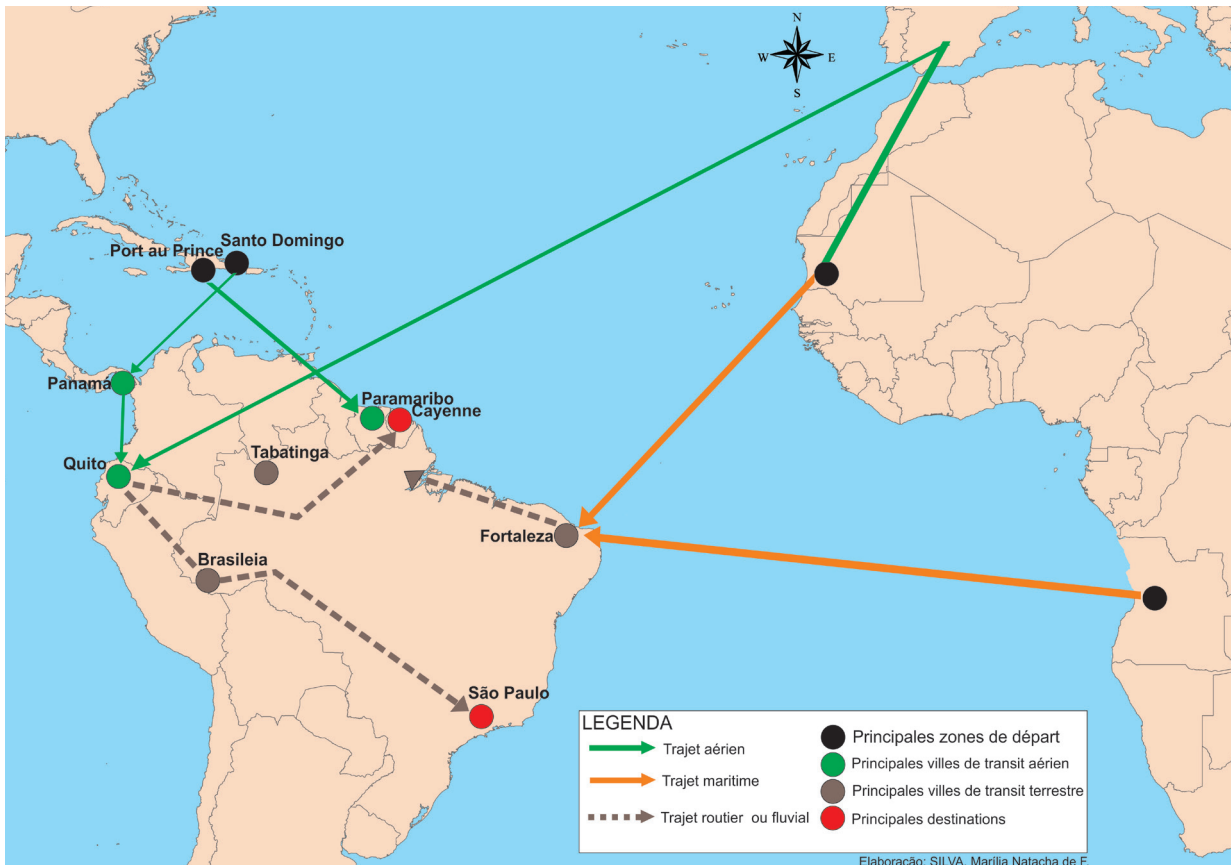 N
W E
S
Santo Domingo
Port au Prince
Panamá
Paramaribo
Cayenne
Quito
Tabatinga
Fortaleza
Brasileia
São Paulo
LEGENDA
Trajet aérien
Trajet maritime
Trajet routier ou fluvial
Principales zones de départ
Principales villes de transit aérien
Principales villes de transit terrestre
Principales destinations
Elaboração: SILVA, Marília Natacha de F